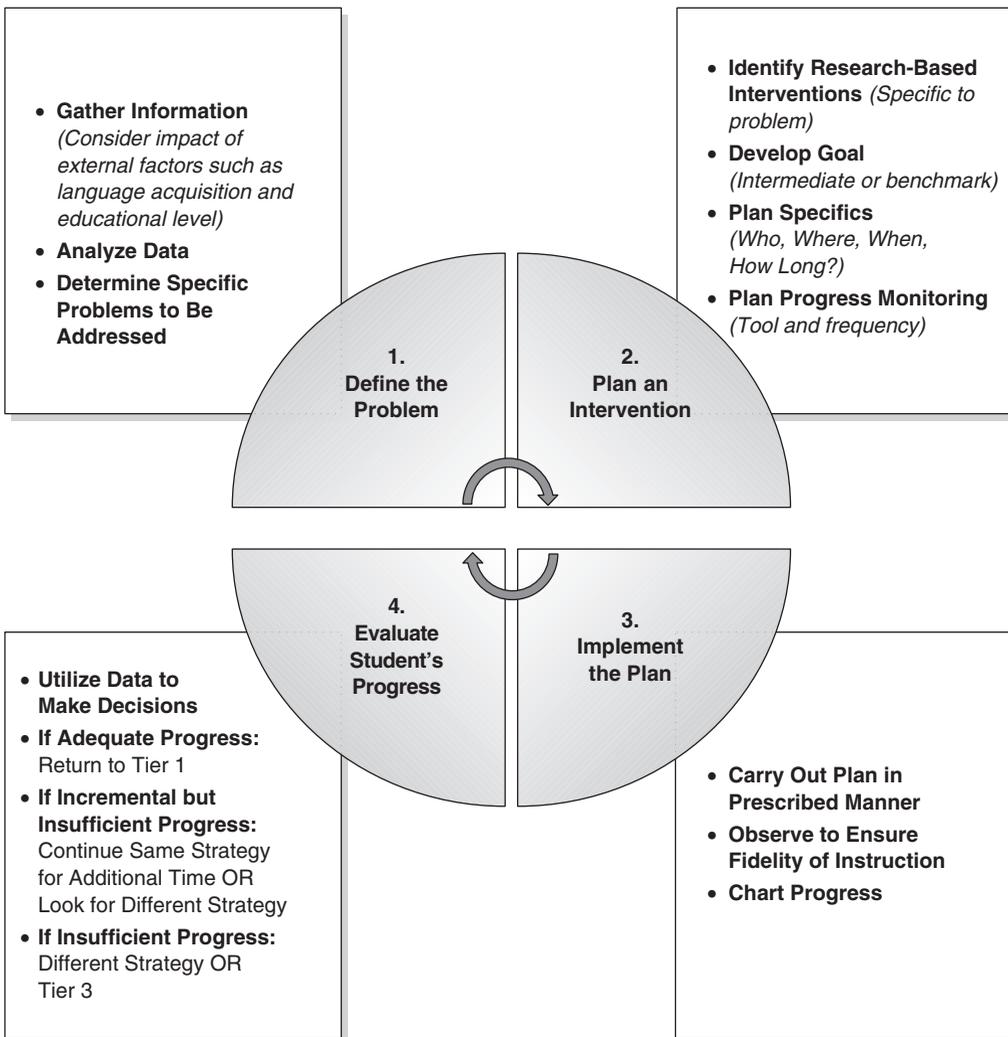 • Gather Information
(Consider impact of
external factors such as
language acquisition and
educational level)
• Analyze Data
• Determine Specific
Problems to Be
Addressed
• Identify Research-Based
Interventions (Specific to
problem)
• Develop Goal
(Intermediate or benchmark)
• Plan Specifics
(Who, Where, When,
How Long?)
• Plan Progress Monitoring
(Tool and frequency)
1.
Define the
Problem
2.
Plan an
Intervention
3.
Implement
the Plan
4.
Evaluate
Student’s
Progress
• Carry Out Plan in
Prescribed Manner
• Observe to Ensure
Fidelity of Instruction
• Chart Progress
• Utilize Data to
Make Decisions
• If Adequate Progress:
Return to Tier 1
• If Incremental but
Insufficient Progress:
Continue Same Strategy
for Additional Time OR
Look for Different Strategy
• If Insufficient Progress:
Different Strategy OR
Tier 3